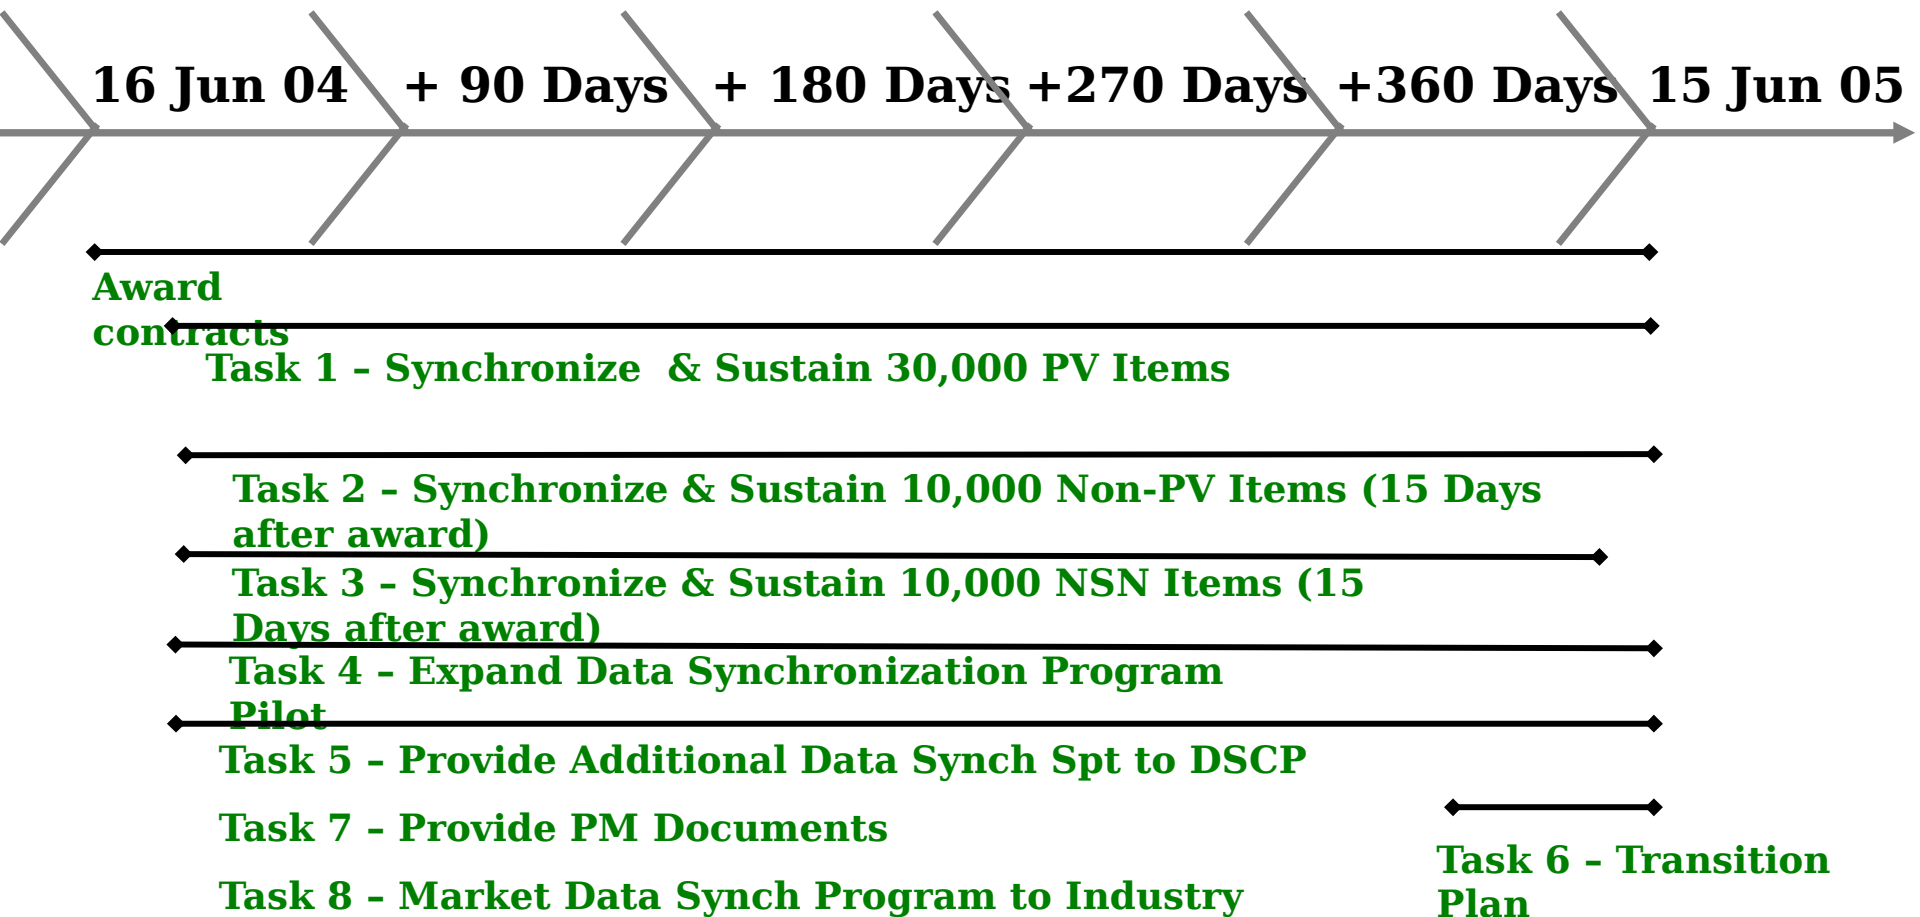 16 Jun 04 + 90 Days + 180 Days +270 Days +360 Days 15 Jun 05
Award
contracts
Task 1 – Synchronize  & Sustain 30,000 PV Items
Task 2 – Synchronize & Sustain 10,000 Non-PV Items (15 Days
after award)
Task 3 – Synchronize & Sustain 10,000 NSN Items (15
Days after award)
Task 4 – Expand Data Synchronization Program
Pilot
Task 5 – Provide Additional Data Synch Spt to DSCP
Task 7 – Provide PM Documents
Task 6 – Transition
Plan
Task 8 – Market Data Synch Program to Industry